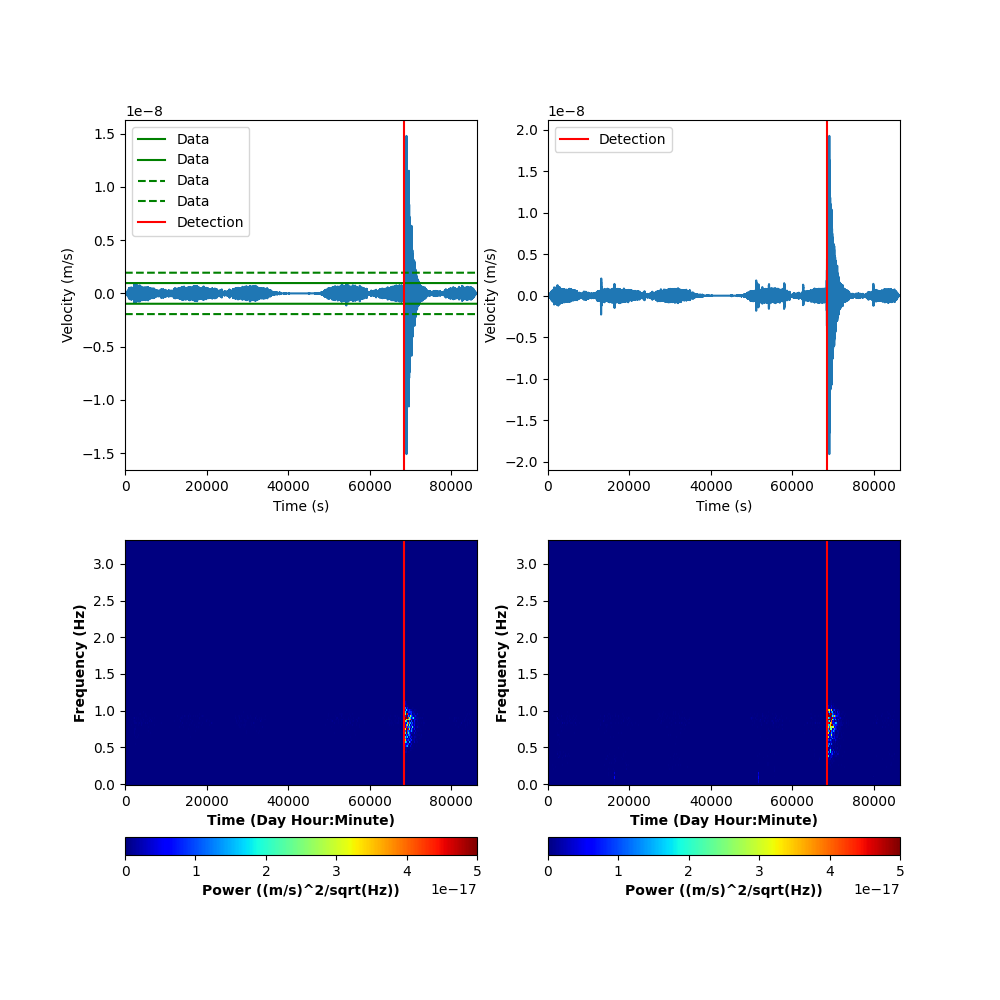 1e−8
1.5
1.0
0.5
0.0
−0.5
−1.0
−1.5
Velocity (m/s)
Data
Data
Data
Data
Detection
0 20000 40000 60000 80000
Time (s)
1e−8
2.0
1.5
1.0
0.5
0.0
−0.5
−1.0
−1.5
−2.0
Velocity (m/s)
Detection
0 20000 40000 60000 80000
Time (s)
3.0
2.5
2.0
1.5
1.0
0.5
0.0
Frequency (Hz)
0 20000 40000 60000 80000
Time (Day Hour:Minute)
0 1 2 3 4 5
1e−17
Power ((m/s)^2/sqrt(Hz))
3.0
2.5
2.0
1.5
1.0
0.5
0.0
Frequency (Hz)
0 20000 40000 60000 80000
Time (Day Hour:Minute)
0 1 2 3 4 5
1e−17
Power ((m/s)^2/sqrt(Hz))